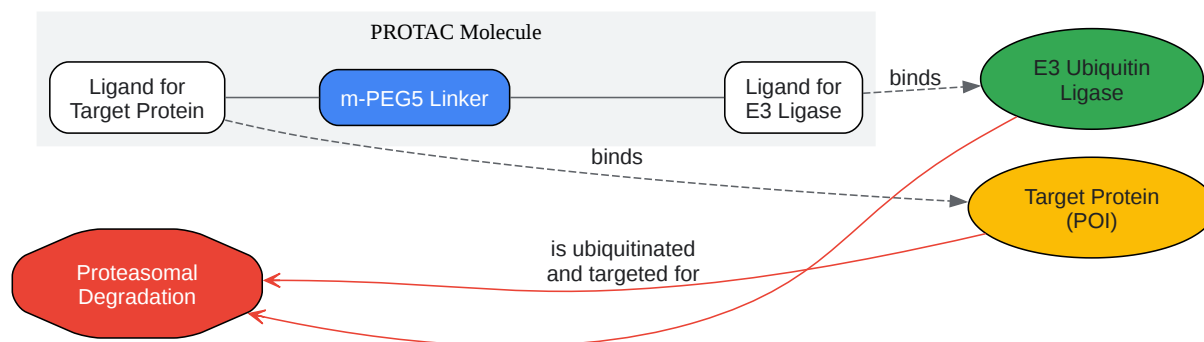 PROTAC Molecule
Ligand for
Target Protein
m-PEG5 Linker
Ligand for
E3 Ligase
binds
E3 Ubiquitin
Ligase
binds
Target Protein
(POI)
is ubiquitinated
and targeted for
Proteasomal
Degradation